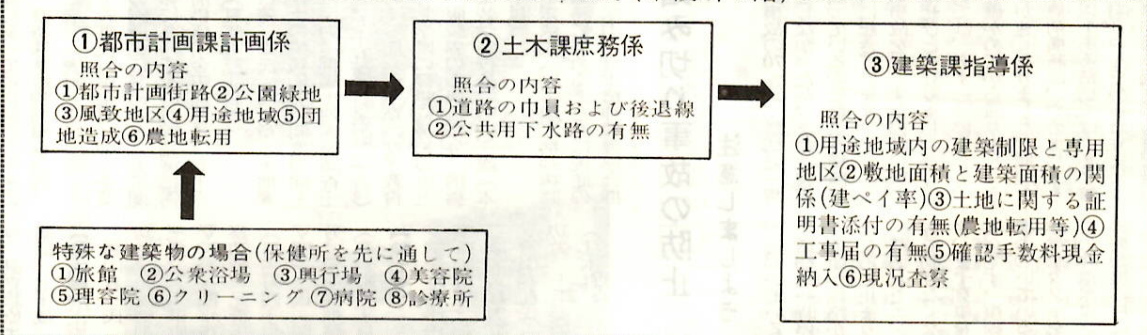 ①都市計画課計画係
照合の内容
①都市計画街路②公園緑地
③風致地区④用途地域⑤団
地造成⑥農地転用
②土木課庶務係
照合の内容
①道路の巾員および後退線
②公共用下水路の有無
③建築課指導係
照合の内容
①用途地域内の建築制限と専用
地区②敷地面積と建築面積の関
係(建ペイ率)③土地に関する証
明書添付の有無(農地転用等)④
工事届の有無⑤確認手数料現金
納入⑥現況査察
特殊な建築物の場合(保健所を先に通して)
①旅館 ②公衆浴場 ③興行場 ④美容院
⑤理容院 ⑥クリーニング ⑦病院 ⑧診療所